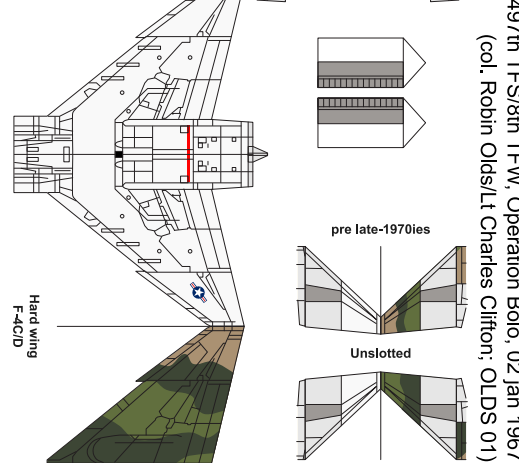 497th TFS/8th TFW, Operation Bolo, 02 jan 1967
(col. Robin Olds/Lt Charles Clifton; OLDS 01)
pre late-1970ies
Unslotted
Hard wing
F-4C/D